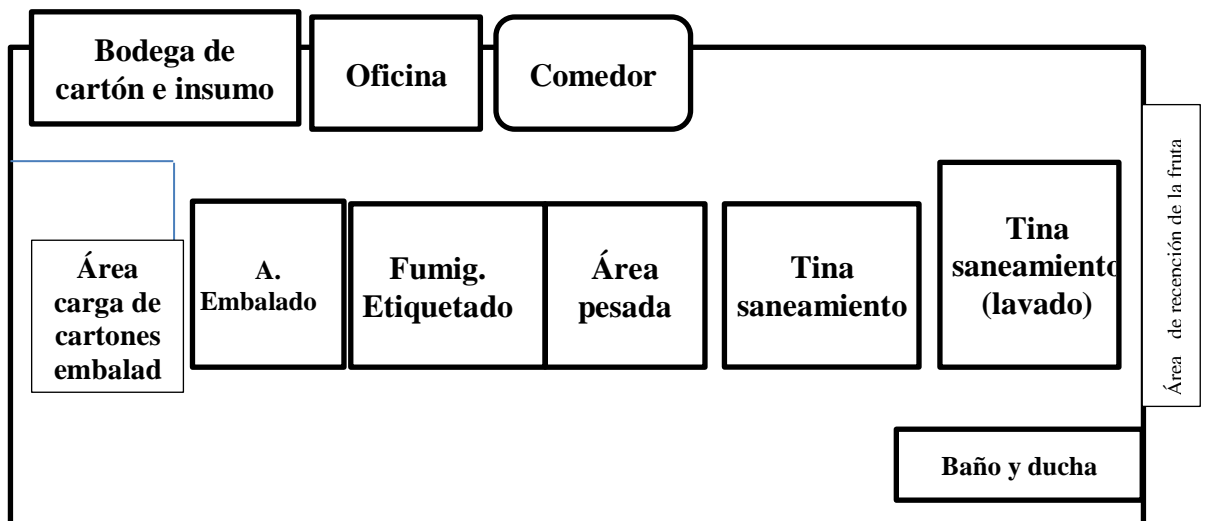 Bodega de
cartón e insumo
Oficina
Comedor
Área de recención de la fruta
Área
carga de
cartones
embalad
A.
Embalado
Fumig.
Etiquetado
Área
pesada
Tina
saneamiento
Tina
saneamiento
(lavado)
Baño y ducha